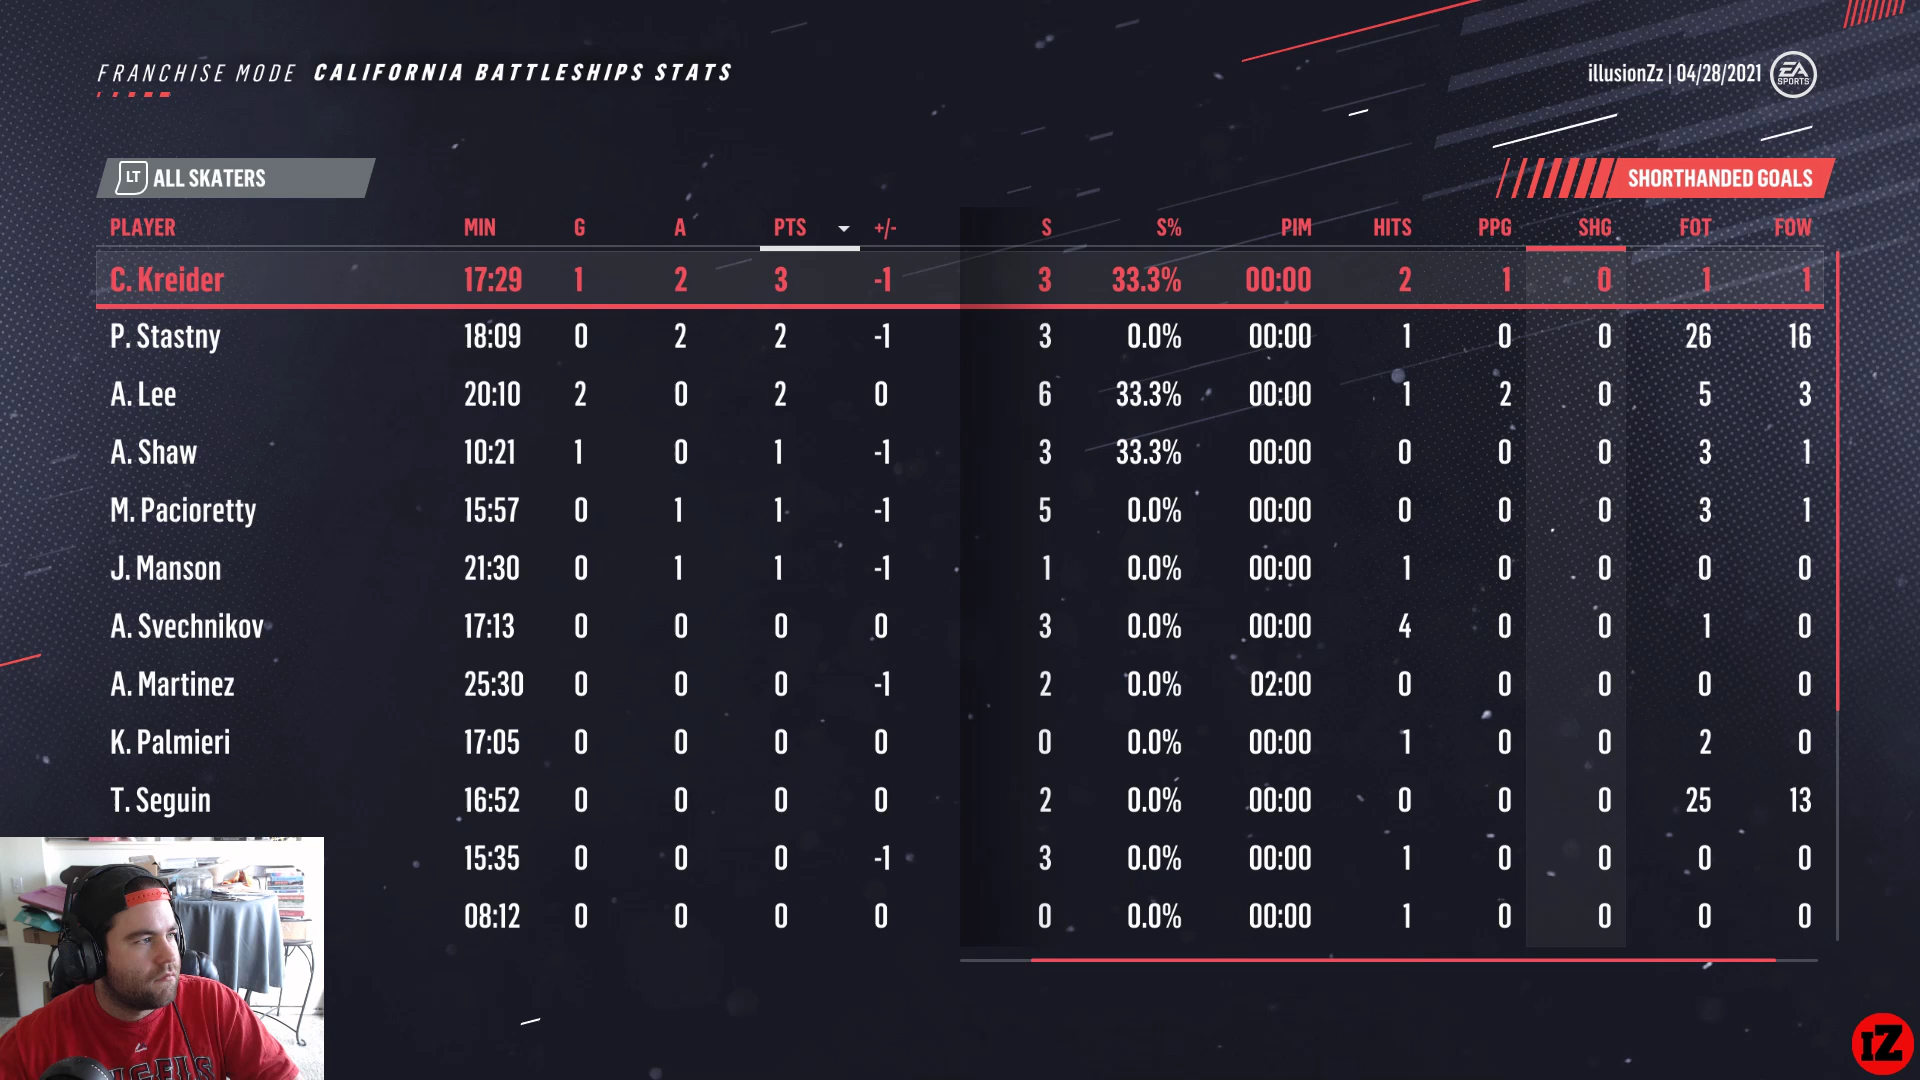 FRANCHISE MODE CALIFORNIA BATTLESHIPS STATS
illusionZz | 04/28/2021 EA SPORTS
LT ALL SKATERS
SHORTHANDED GOALS
PLAYER MIN G A PTS +/- S S% PIM HITS PPG SHG FOT FOW
C. Kreider 17:29 1 2 3 -1 3 33.3% 00:00 2 1 0 1 1
P. Stastny 18:09 0 2 2 -1 3 0.0% 00:00 1 0 0 26 16
A. Lee 20:10 2 0 2 0 6 33.3% 00:00 1 2 0 5 3
A. Shaw 10:21 1 0 1 -1 3 33.3% 00:00 0 0 0 3 1
M. Pacioretty 15:57 0 1 1 -1 5 0.0% 00:00 0 0 0 3 1
J. Manson 21:30 0 1 1 -1 1 0.0% 00:00 1 0 0 0 0
A. Svechnikov 17:13 0 0 0 0 3 0.0% 00:00 4 0 0 1 0
A. Martinez 25:30 0 0 0 -1 2 0.0% 02:00 0 0 0 0 0
K. Palmieri 17:05 0 0 0 0 0 0.0% 00:00 1 0 0 2 0
T. Seguin 16:52 0 0 0 0 2 0.0% 00:00 0 0 0 25 13
15:35 0 0 0 -1 3 0.0% 00:00 1 0 0 0 0
08:12 0 0 0 0 0 0.0% 00:00 1 0 0 0 0
ANGELS
iZ